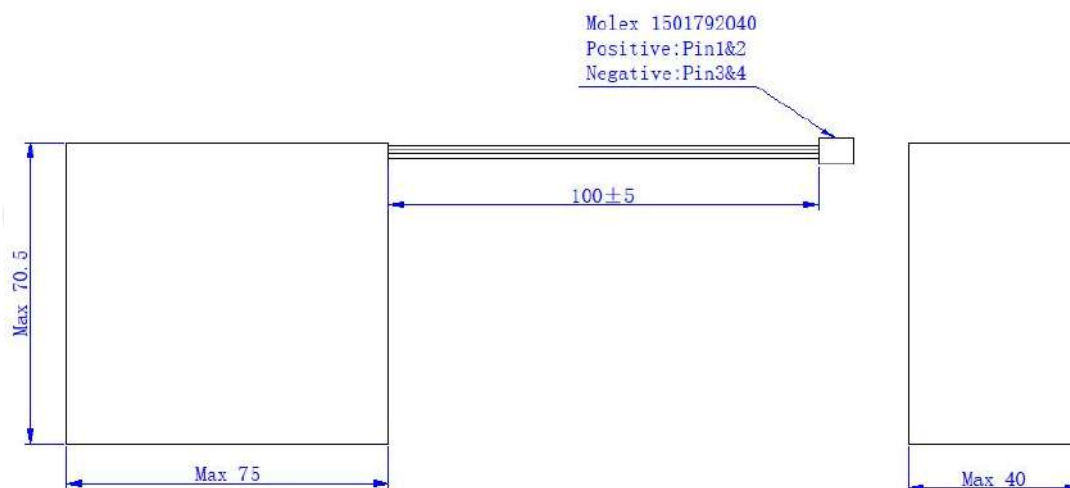 Molex 1501792040
Positive:Pin1&2
Negative:Pin3&4
100±5
Max 70.5
Max 75
Max 40